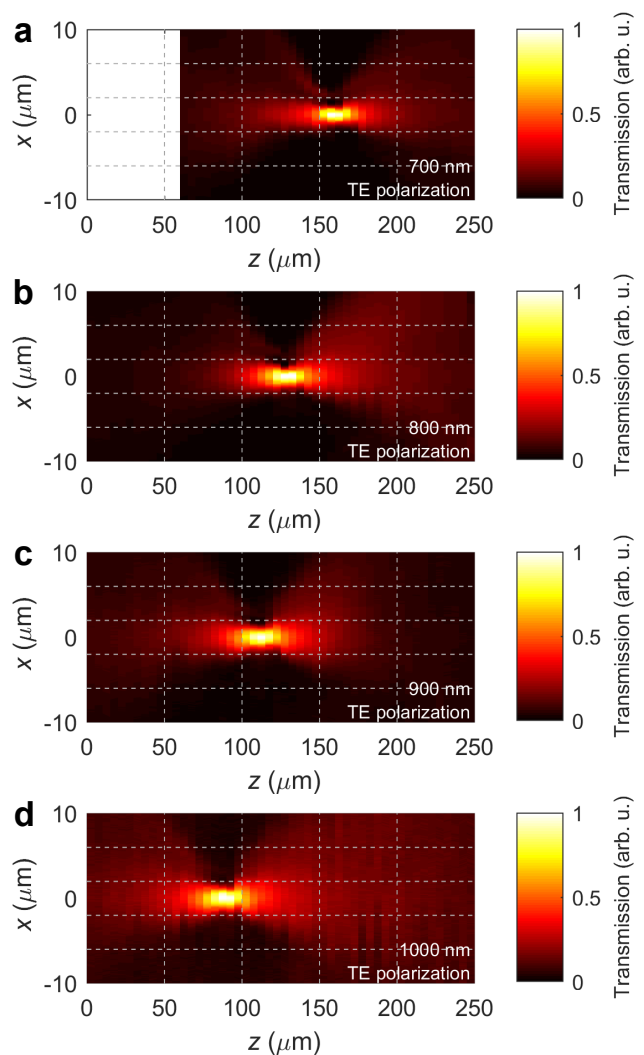 a
10
0
-10
x (μm)
700 nm
TE polarization
0 50 100 150 200 250
z (μm)
1
0.5
0
Transmission (arb. u.)
b
10
0
-10
x (μm)
800 nm
TE polarization
0 50 100 150 200 250
z (μm)
1
0.5
0
Transmission (arb. u.)
c
10
0
-10
x (μm)
900 nm
TE polarization
0 50 100 150 200 250
z (μm)
1
0.5
0
Transmission (arb. u.)
d
10
0
-10
x (μm)
1000 nm
TE polarization
0 50 100 150 200 250
z (μm)
1
0.5
0
Transmission (arb. u.)